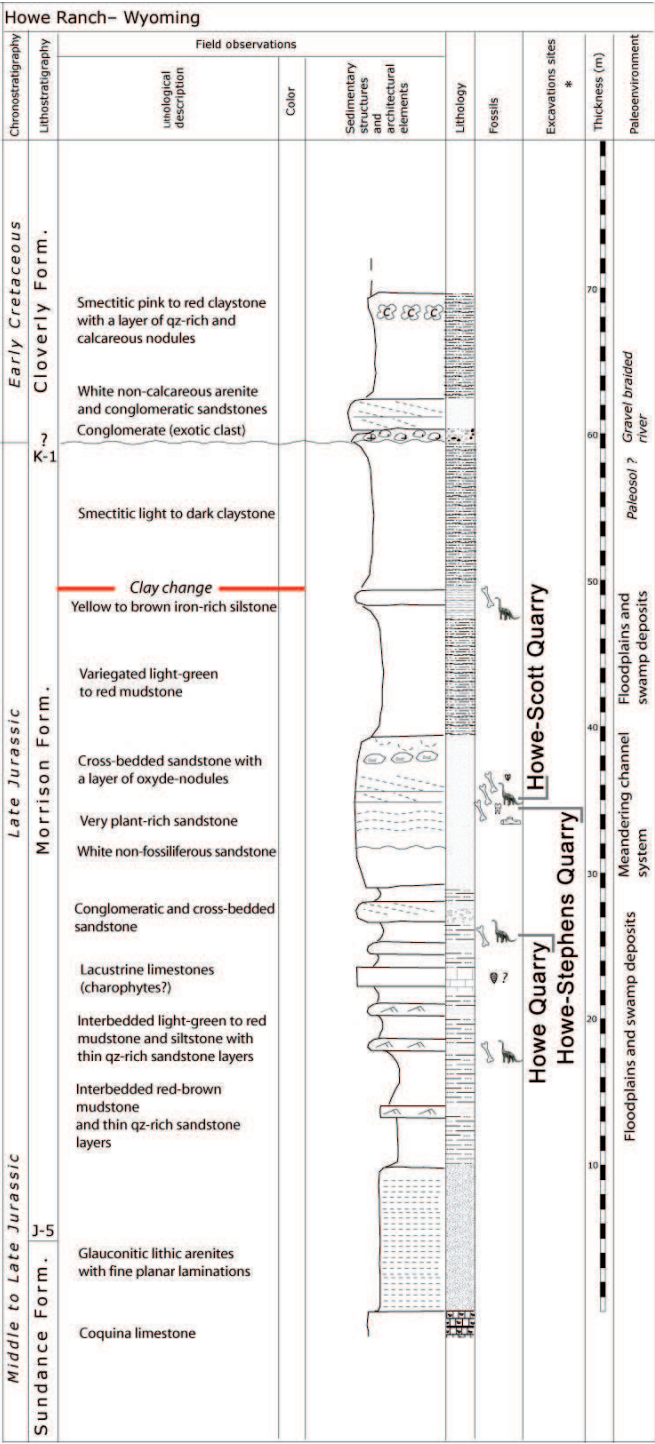 Howe Ranch– Wyoming
Chronostratigraphy
Lithostratigraphy
Field observations
Lithological
description
Color
Sedimentary
structures
and
architectural
elements
Lithology
Fossils
Excavations sites
*
Thickness (m)
Paleoenvironment
Early Cretaceous
Cloverly Form.
?
K-1
Late Jurassic
Morrison Form.
Middle to Late Jurassic
J-5
Sundance Form.
Smectitic pink to red claystone
with a layer of qz-rich and
calcareous nodules
White non-calcareous arenite
and conglomeratic sandstones
Conglomerate (exotic clast)
Smectitic light to dark claystone
Clay change
Yellow to brown iron-rich silstone
Variegated light-green
to red mudstone
Cross-bedded sandstone with
a layer of oxyde-nodules
Very plant-rich sandstone
White non-fossiliferous sandstone
Conglomeratic and cross-bedded
sandstone
Lacustrine limestones
(charophytes?)
Interbedded light-green to red
mudstone and siltstone with
thin qz-rich sandstone layers
Interbedded red-brown
mudstone
and thin qz-rich sandstone
layers
Glauconitic lithic arenites
with fine planar laminations
Coquina limestone
C C C
?
Howe-Scott Quarry
Howe-Stephens Quarry
Howe Quarry
70
60
50
40
30
20
10
Gravel braided
river
Paleosol ?
Floodplains and
swamp deposits
Meandering channel
system
Floodplains and swamp deposits